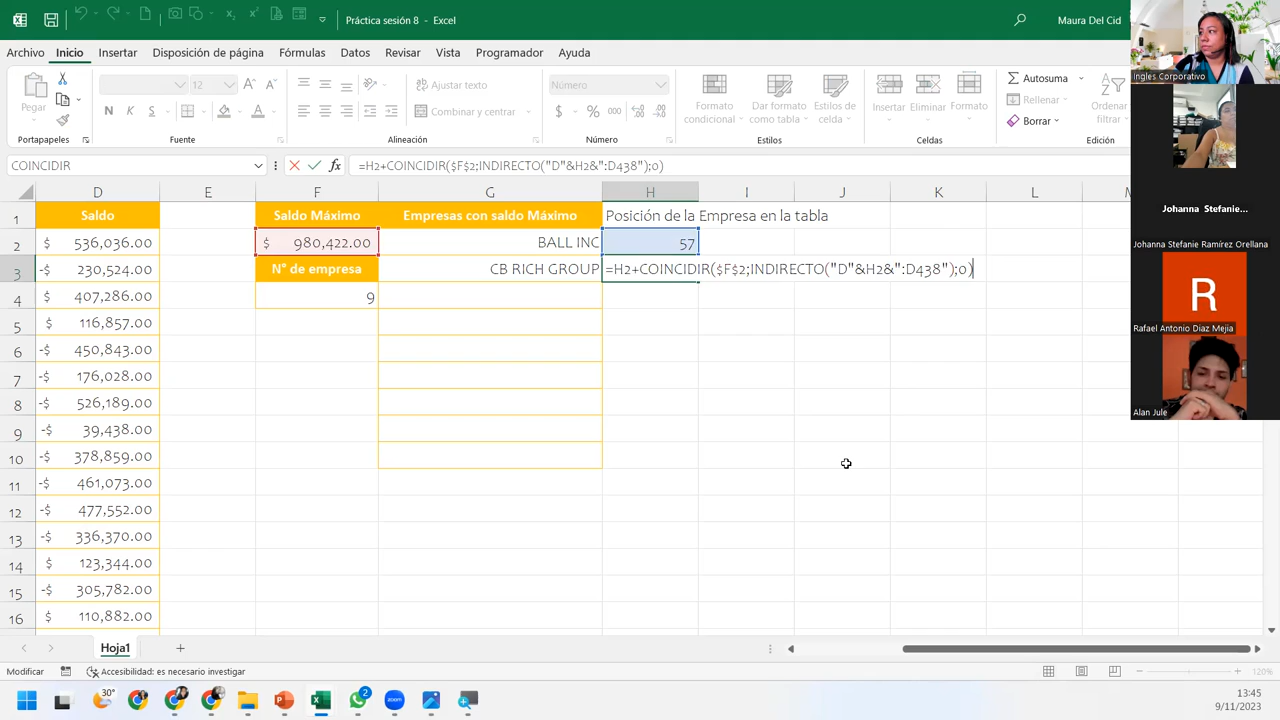 Práctica sesión 8 - Excel
Maura Del Cid
Archivo Inicio Insertar Disposición de página Fórmulas Datos Revisar Vista Programador Ayuda
Pegar
12
N K S
ab
Combinar y centrar
Número
$ % 000
Formato condicional
Dar formato como tabla
Estilos de celda
Insertar
Eliminar
Formato
Autosuma
Rellenar
Borrar
Ordenar
Portapapeles Fuente Alineación Número Estilos Celdas Edición
COINCIDIR
fx =H2+COINCIDIR($F$2;INDIRECTO("D"&H2&":D438");0)
D E F G H I J K L
1 Saldo Saldo Máximo Empresas con saldo Máximo Posición de la Empresa en la tabla
2 $ 536,036.00 $ 980,422.00 BALL INC 57
3 -$ 230,524.00 N° de empresa CB RICH GROUP =H2+COINCIDIR($F$2;INDIRECTO("D"&H2&":D438");0)
4 $ 407,286.00 9
5 $ 116,857.00
6 -$ 450,843.00
7 -$ 176,028.00
8 -$ 526,189.00
9 -$ 39,438.00
10 -$ 378,859.00
11 -$ 461,073.00
12 -$ 477,552.00
13 -$ 336,370.00
14 $ 123,344.00
15 -$ 305,782.00
16 $ 110,882.00
Ingles Corporativo
Johanna Stefanie...
Johanna Stefanie Ramírez Orellana
R
Rafael Antonio Diaz Mejia
Alan Jule
Hoja1
Modificar
Accesibilidad: es necesario investigar
120%
30°
2
zoom
13:45
9/11/2023